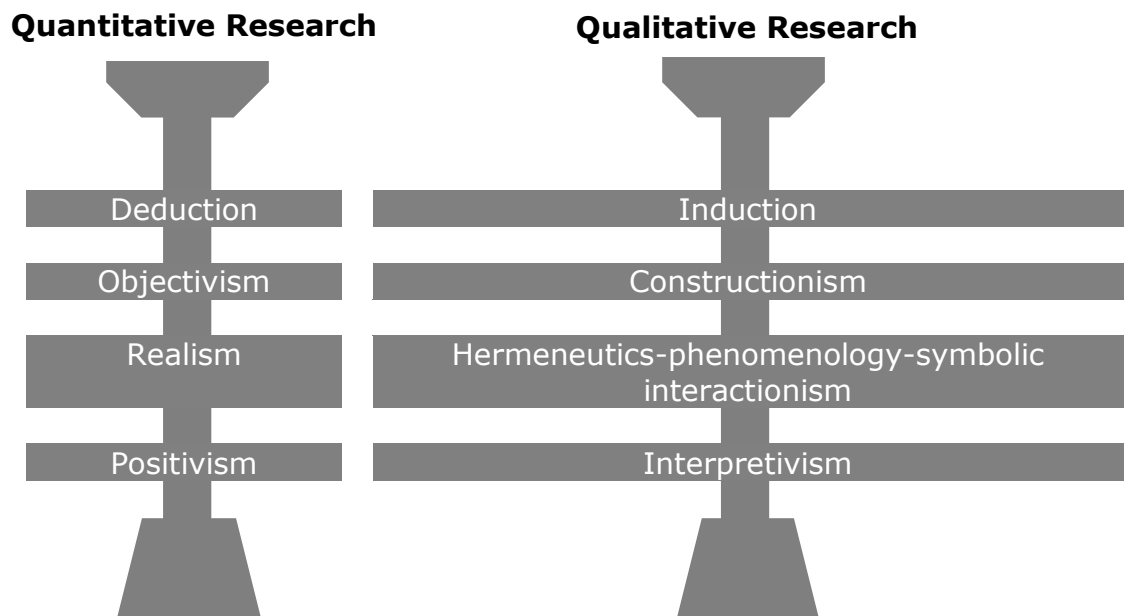 Quantitative Research
Qualitative Research
Deduction
Induction
Objectivism
Constructionism
Realism
Hermeneutics-phenomenology-symbolic
interactionism
Positivism
Interpretivism